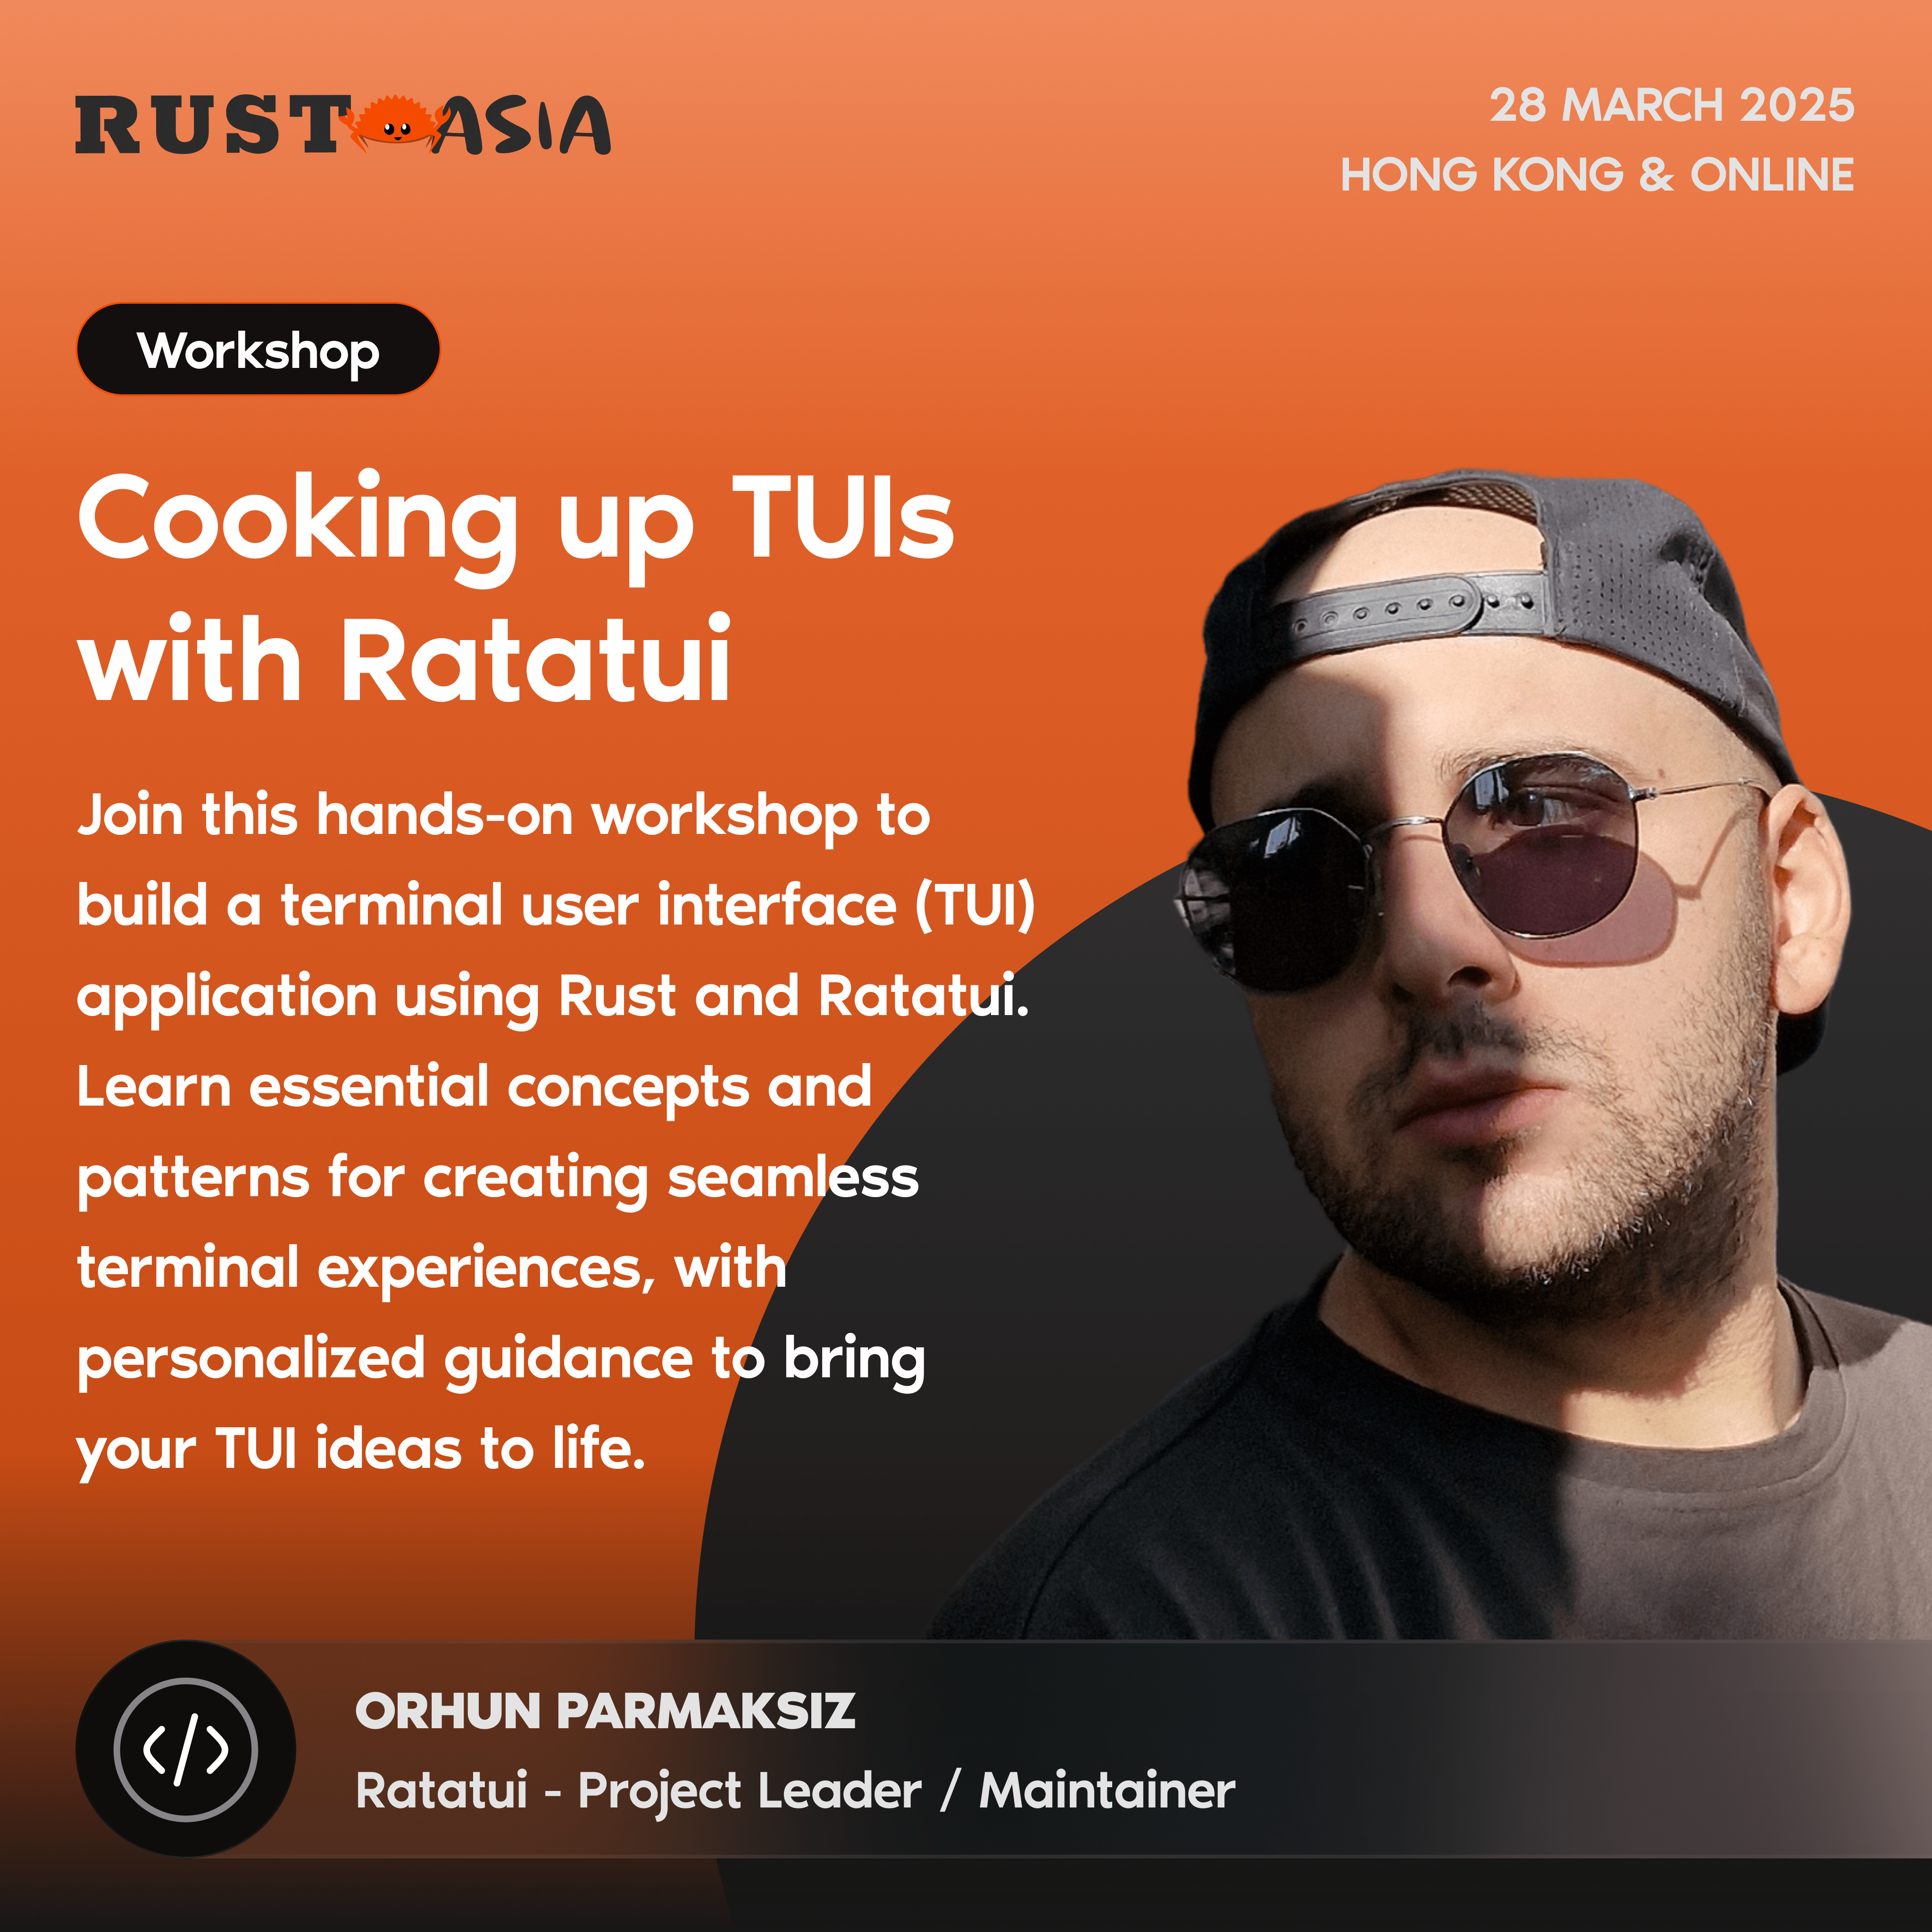 RUST ASIA
28 MARCH 2025
HONG KONG & ONLINE
Workshop
Cooking up TUIs
with Ratatui
Join this hands-on workshop to
build a terminal user interface (TUI)
application using Rust and Ratatui.
Learn essential concepts and
patterns for creating seamless
terminal experiences, with
personalized guidance to bring
your TUI ideas to life.
</>
ORHUN PARMAKSIZ
Ratatui - Project Leader / Maintainer